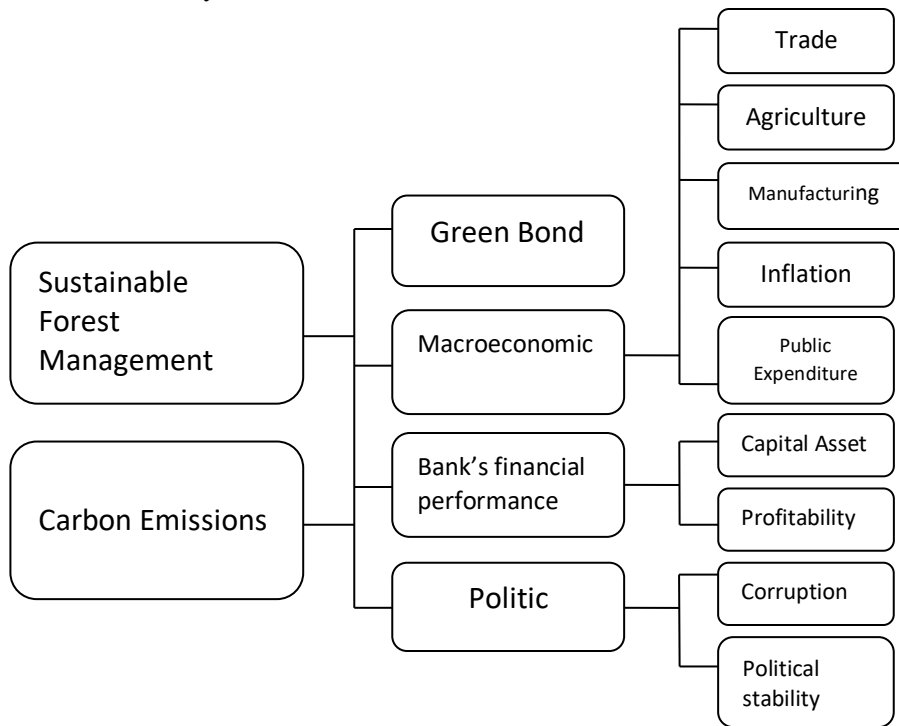 Trade
Agriculture
Manufacturing
Green Bond
Inflation
Sustainable
Forest
Management
Macroeconomic
Public
Expenditure
Capital Asset
Bank's financial
performance
Carbon Emissions
Profitability
Politic
Corruption
Political
stability